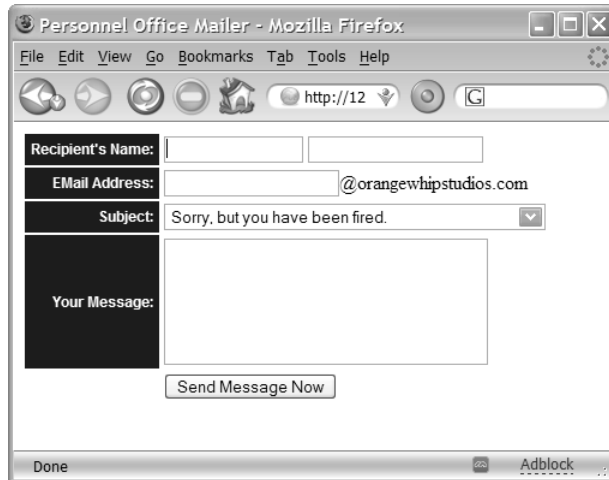 Personnel Office Mailer - Mozilla Firefox
File Edit View Go Bookmarks Tab Tools Help
http://12 G
Recipient's Name:
EMail Address: @orangewhipstudios.com
Subject: Sorry, but you have been fired.
Your Message:
Send Message Now
Done Adblock